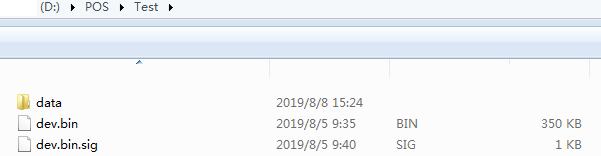 (D:) ▶ POS ▶ Test ▶
data 2019/8/8 15:24
dev.bin 2019/8/5 9:35 BIN 350 KB
dev.bin.sig 2019/8/5 9:40 SIG 1 KB